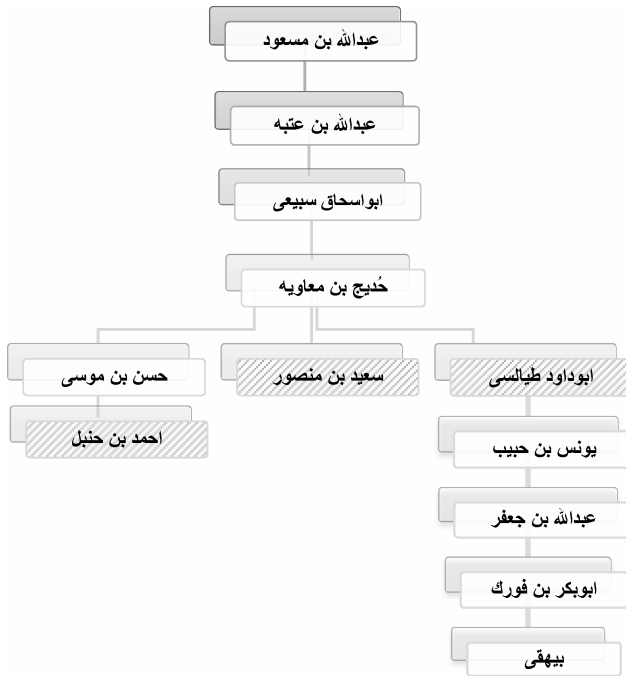 عبدالله بن مسعود
عبدالله بن عتبه
ابواسحاق سبیعی
حُدیج بن معاویه
ابوداود طیالسی
سعید بن منصور
حسن بن موسی
احمد بن حنبل
یونس بن حبیب
عبدالله بن جعفر
ابوبکر بن فورك
بیهقی